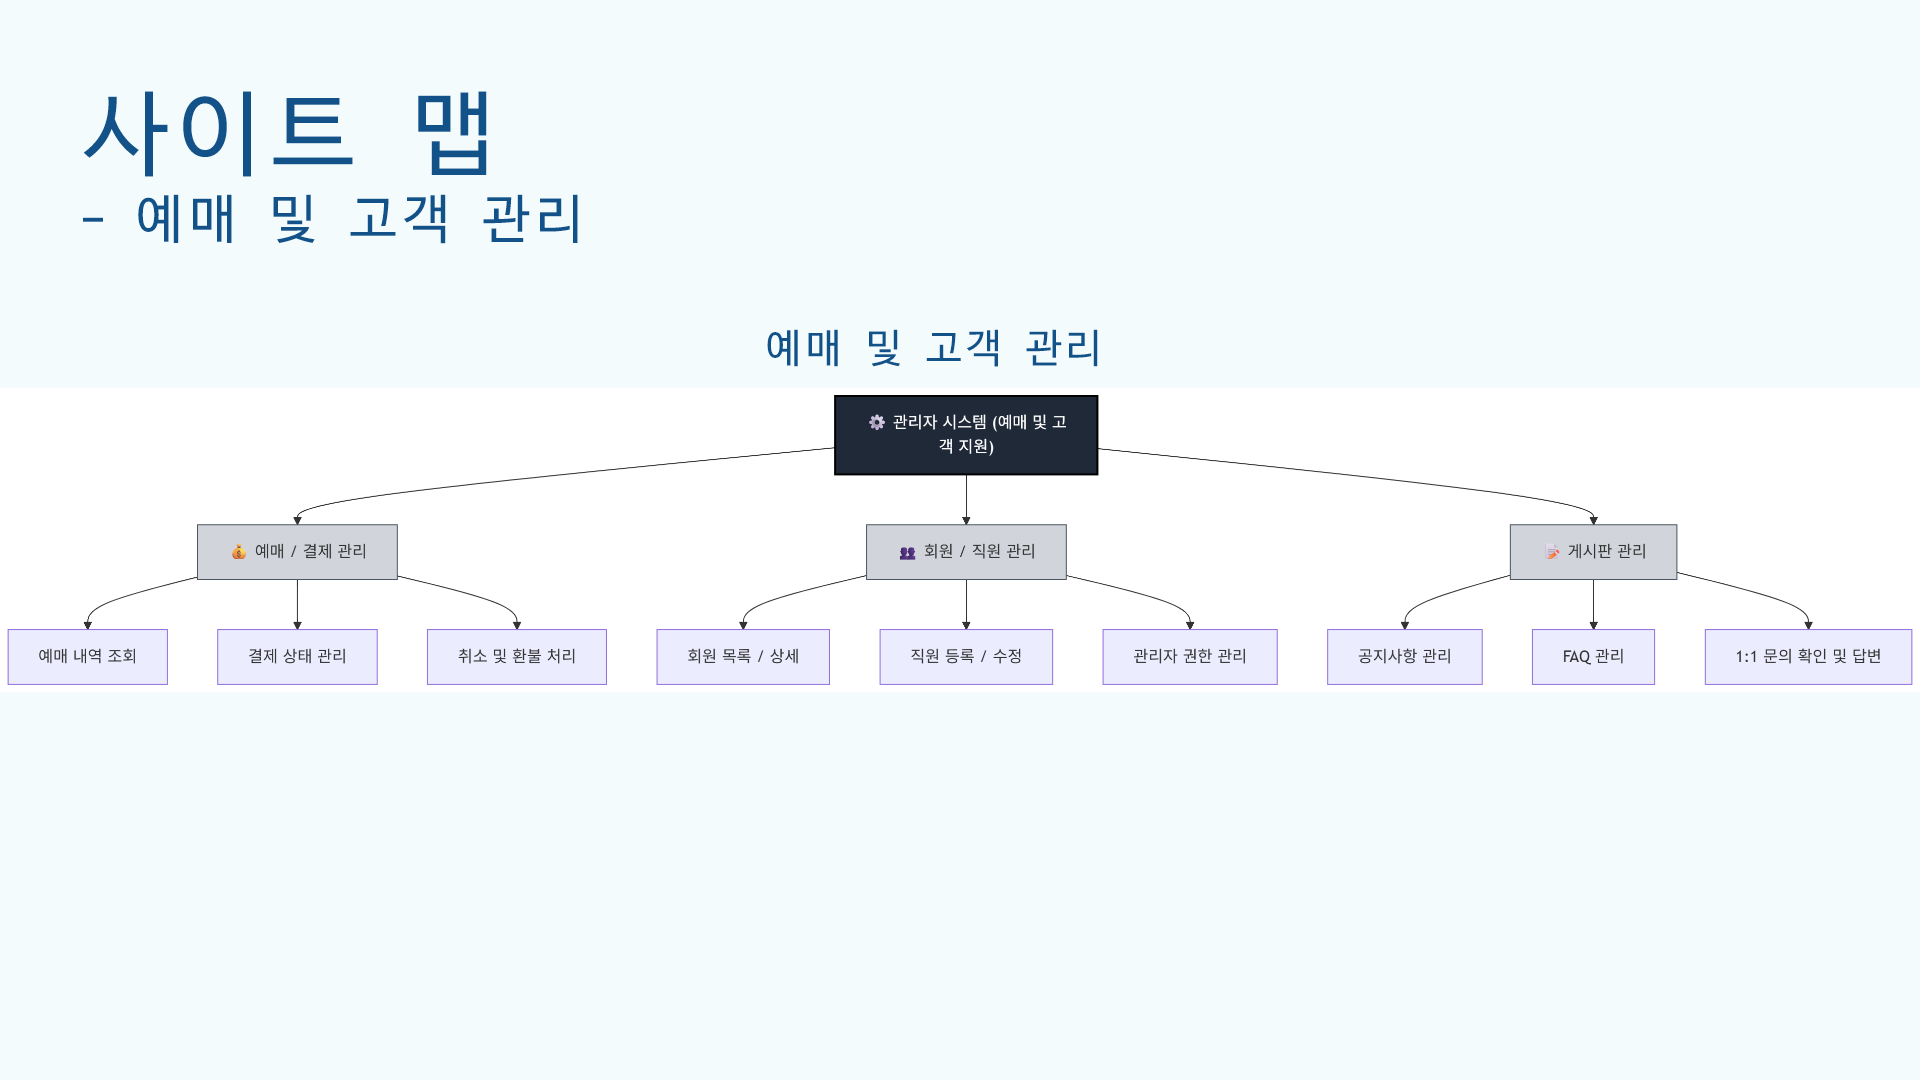 사이트 맵
- 예매 및 고객 관리
예매 및 고객 관리
관리자 시스템 (예매 및 고
객 지원)
예매 / 결제 관리
회원 / 직원 관리
게시판 관리
예매 내역 조회
결제 상태 관리
취소 및 환불 처리
회원 목록 / 상세
직원 등록 / 수정
관리자 권한 관리
공지사항 관리
FAQ 관리
1:1 문의 확인 및 답변